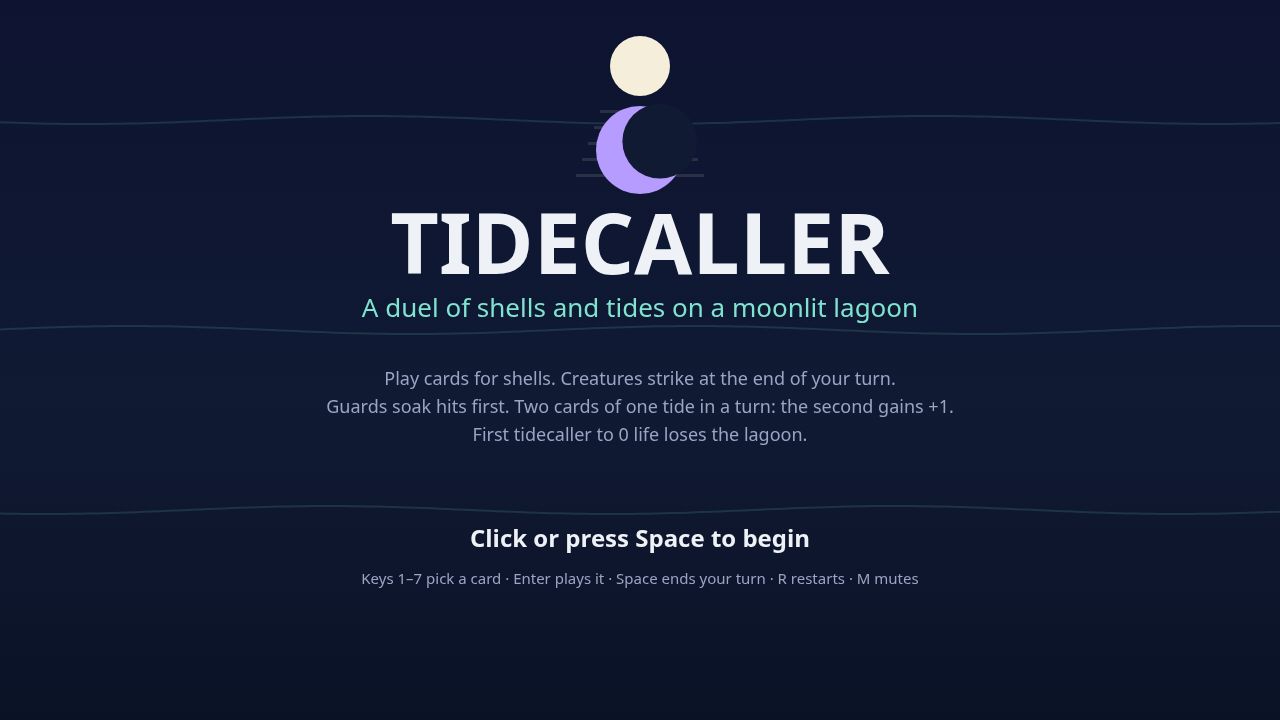 TIDECALLER
A duel of shells and tides on a moonlit lagoon
Play cards for shells. Creatures strike at the end of your turn.
Guards soak hits first. Two cards of one tide in a turn: the second gains +1.
First tidecaller to 0 life loses the lagoon.
Click or press Space to begin
Keys 1–7 pick a card · Enter plays it · Space ends your turn · R restarts · M mutes